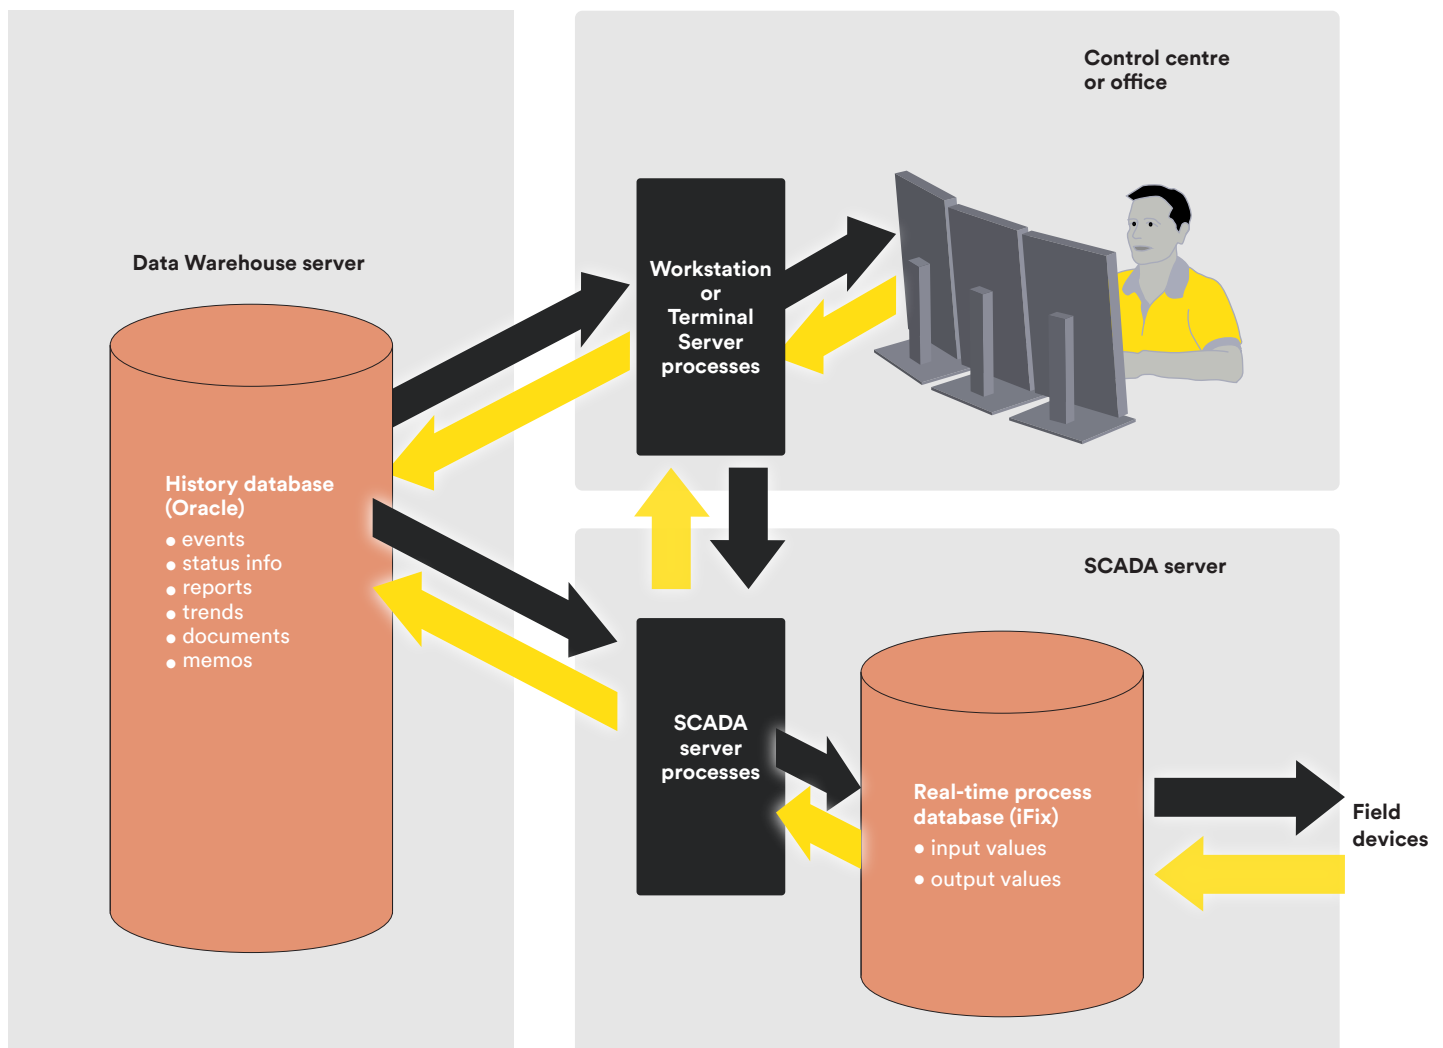 Control centre
or office
Data Warehouse server
Workstation
or
Terminal
Server
processes
History database
(Oracle)
● events
● status info
● reports
● trends
● documents
● memos
SCADA server
SCADA
server
processes
Real-time process
database (iFix)
● input values
● output values
Field
devices